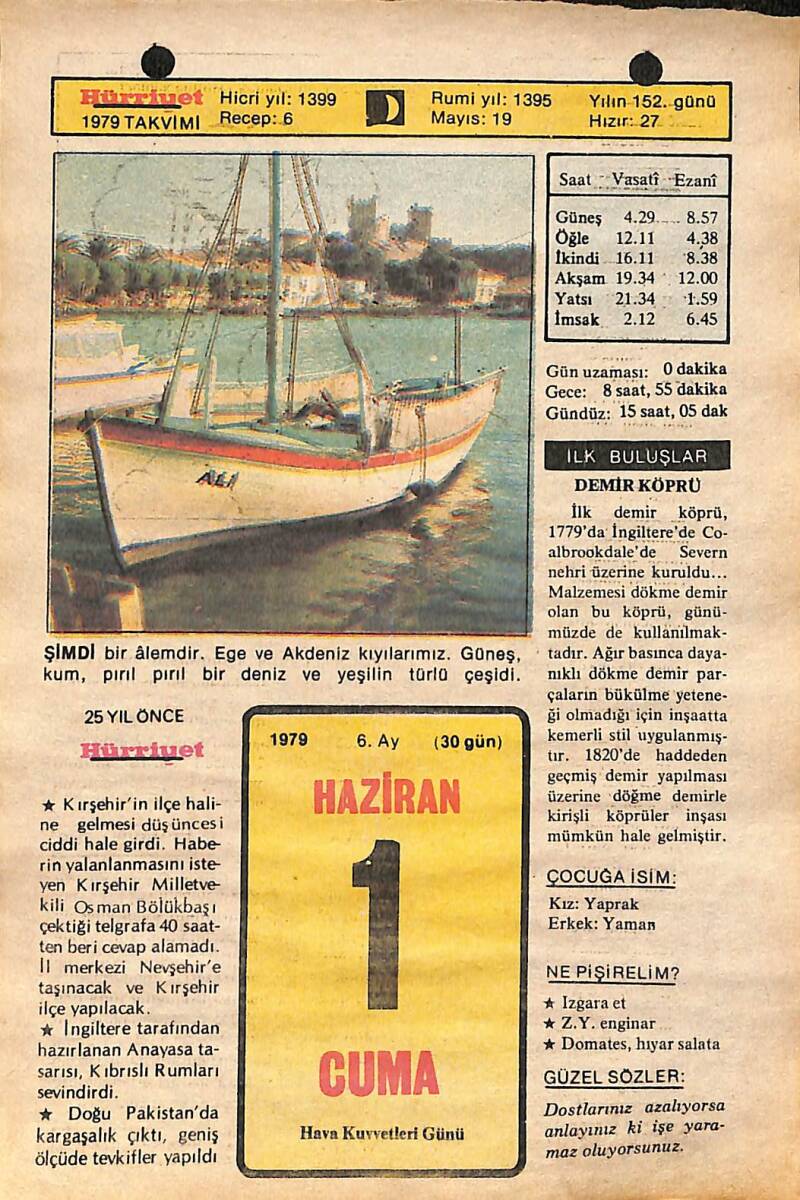 Hürriyet
1979 TAKVİMİ
Hicri yıl: 1399
Recep: 6
Rumi yıl: 1395
Mayıs: 19
Yılın 152. günü
Hızır: 27
Saat Vasatî Ezanî
Güneş 4.29 8.57
Öğle 12.11 4.38
İkindi 16.11 8.38
Akşam 19.34 12.00
Yatsı 21.34 1.59
İmsak 2.12 6.45
Gün uzaması: 0 dakika
Gece: 8 saat, 55 dakika
Gündüz: 15 saat, 05 dak
ALİ
ŞİMDİ bir âlemdir. Ege ve Akdeniz kıyılarımız. Güneş,
kum, pırıl pırıl bir deniz ve yeşilin türlü çeşidi.
İLK BULUŞLAR
DEMİR KÖPRÜ
İlk demir köprü,
1779'da İngiltere'de Co-
albrookdale'de Severn
nehri üzerine kuruldu...
Malzemesi dökme demir
olan bu köprü, günü-
müzde de kullanılmak-
tadır. Ağır basınca daya-
nıklı dökme demir par-
çaların bükülme yetene-
ği olmadığı için inşaatta
kemerli stil uygulanmış-
tır. 1820'de haddeden
geçmiş demir yapılması
üzerine döğme demirle
kirişli köprüler inşası
mümkün hale gelmiştir.
25 YIL ÖNCE
Hürriyet
★ Kırşehir'in ilçe hali-
ne gelmesi düşüncesi
ciddi hale girdi. Habe-
rin yalanlanmasını iste-
yen Kırşehir Milletve-
kili Osman Bölükbaşı
çektiği telgrafa 40 saat-
ten beri cevap alamadı.
İl merkezi Nevşehir'e
taşınacak ve Kırşehir
ilçe yapılacak.
★ İngiltere tarafından
hazırlanan Anayasa ta-
sarısı, Kıbrıslı Rumları
sevindirdi.
★ Doğu Pakistan'da
kargaşalık çıktı, geniş
ölçüde tevkifler yapıldı
1979 6. Ay (30 gün)
HAZİRAN
1
CUMA
Hava Kuvvetleri Günü
ÇOCUĞA İSİM:
Kız: Yaprak
Erkek: Yaman
NE PİŞİRELİM?
★ Izgara et
★ Z.Y. enginar
★ Domates, hıyar salata
GÜZEL SÖZLER:
Dostlarınız azalıyorsa
anlayınız ki işe yara-
maz oluyorsunuz.